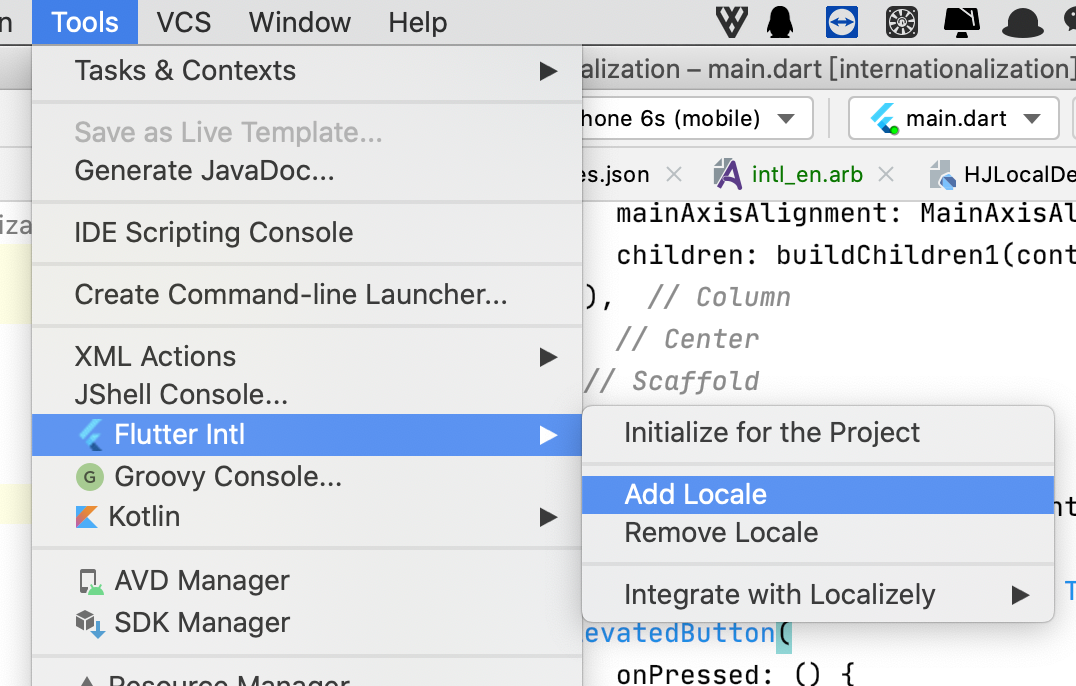 Tools VCS Window Help
Tasks & Contexts
Save as Live Template...
Generate JavaDoc...
IDE Scripting Console
Create Command-line Launcher...
XML Actions
JShell Console...
Flutter Intl
G Groovy Console...
Kotlin
AVD Manager
SDK Manager
Resource Manager
Initialize for the Project
Add Locale
Remove Locale
Integrate with Localizely
alization – main.dart [internationalization]
hone 6s (mobile) main.dart
es.json intl_en.arb HJLocalDe
mainAxisAlignment: MainAxisAl
children: buildChildren1(cont
), // Column
// Center
// Scaffold
nt
T
evatedButton(
onPressed: () {